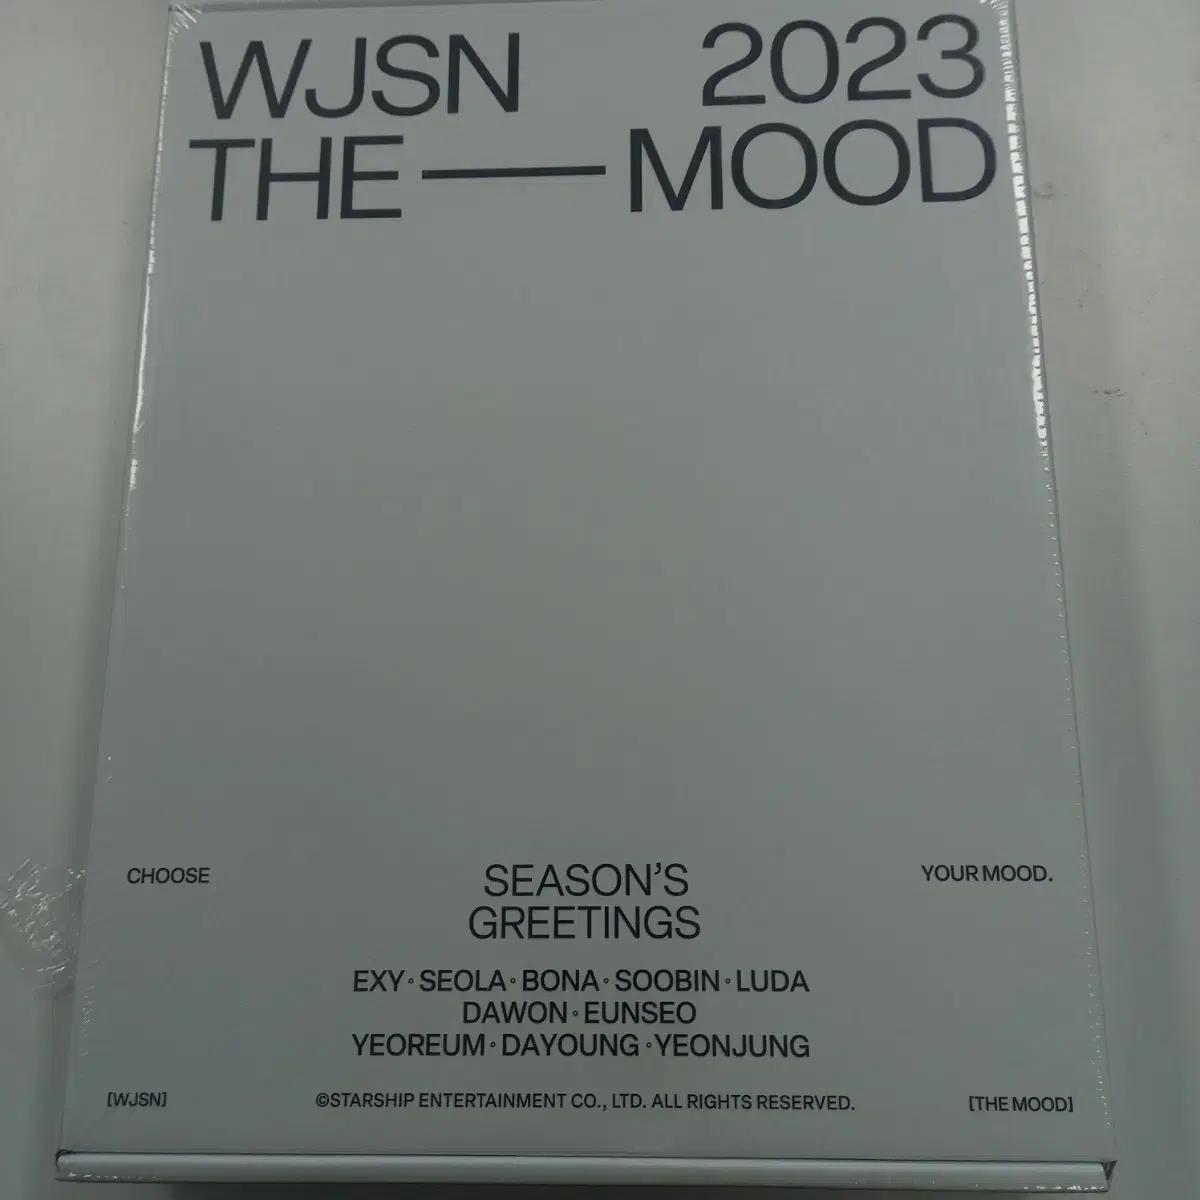 WJSN 2023
THE — MOOD
CHOOSE
SEASON'S
GREETINGS
YOUR MOOD.
EXY · SEOLA · BONA · SOOBIN · LUDA
DAWON · EUNSEO
YEOREUM · DAYOUNG · YEONJUNG
[WJSN]
©STARSHIP ENTERTAINMENT CO., LTD. ALL RIGHTS RESERVED.
[THE MOOD]